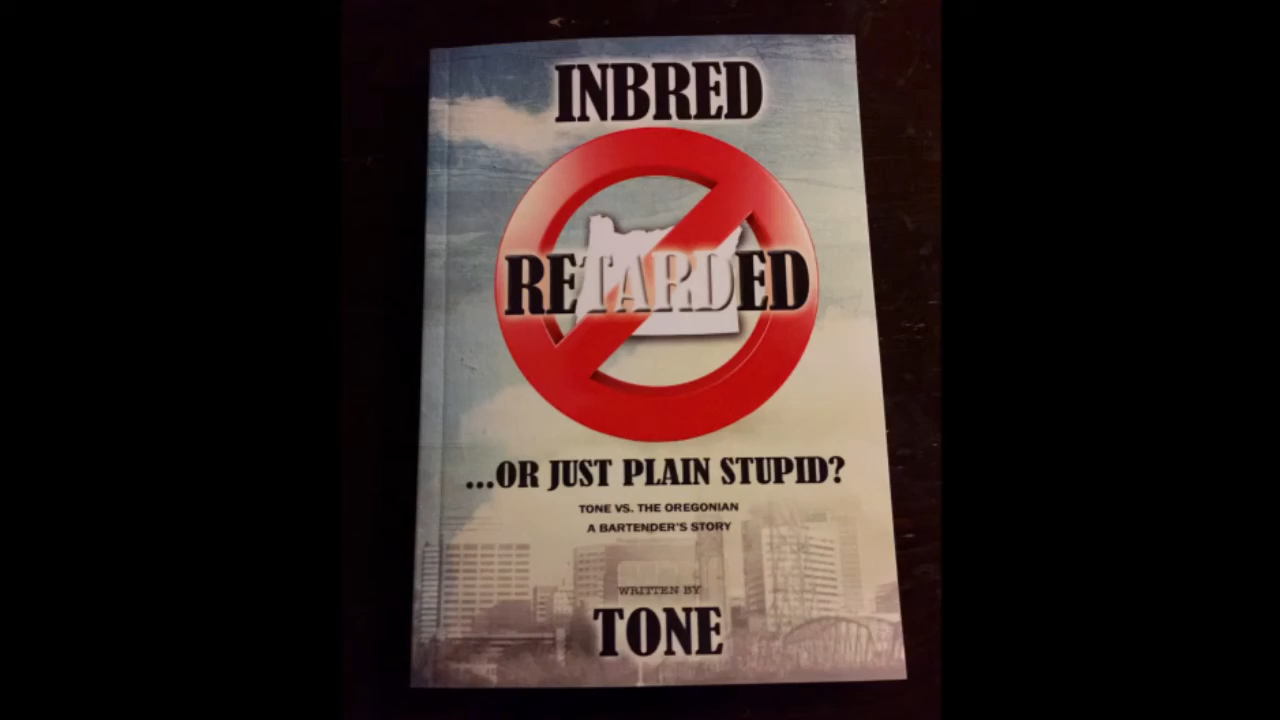 INBRED
RETARDED
...OR JUST PLAIN STUPID?
TONE VS. THE OREGONIAN
A BARTENDER'S STORY
WRITTEN BY
TONE